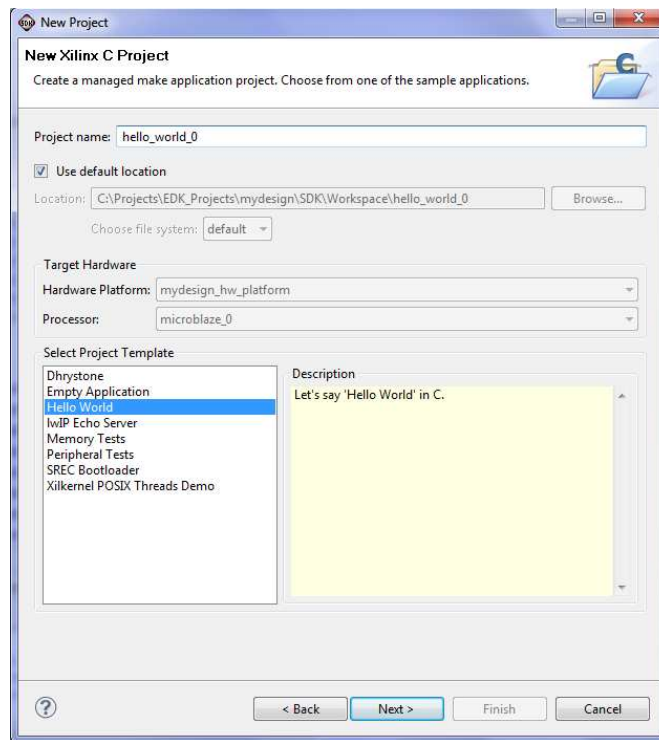 New Project
New Xilinx C Project
Create a managed make application project. Choose from one of the sample applications.
Project name: hello_world_0
Use default location
Location: C:\Projects\EDK_Projects\mydesign\SDK\Workspace\hello_world_0 Browse...
Choose file system: default
Target Hardware
Hardware Platform: mydesign_hw_platform
Processor: microblaze_0
Select Project Template
Dhrystone
Empty Application
Hello World
lwIP Echo Server
Memory Tests
Peripheral Tests
SREC Bootloader
Xilkernel POSIX Threads Demo
Description
Let's say 'Hello World' in C.
? < Back Next > Finish Cancel